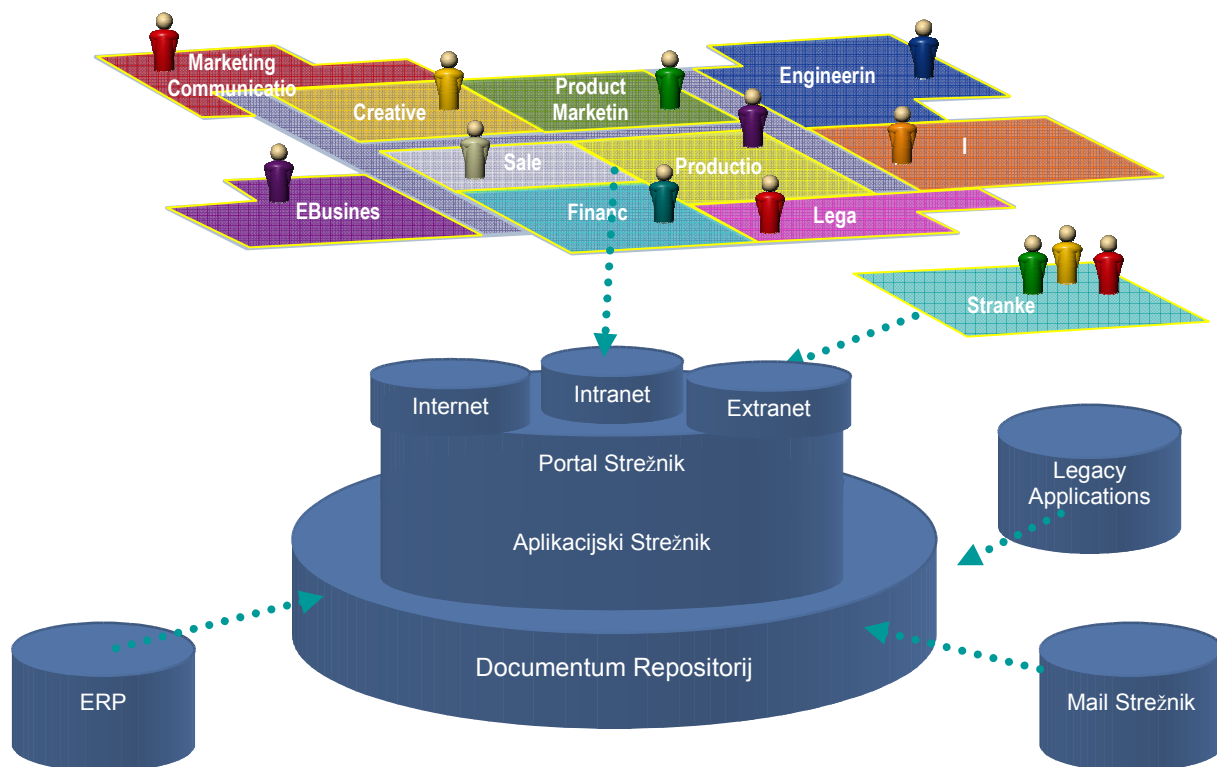 Marketing
Communicatio
Creative
Product
Marketin
Engineerin
Sale
Productio
I
EBusines
Financ
Lega
Stranke
Internet
Intranet
Extranet
Portal Strežnik
Aplikacijski Strežnik
Legacy
Applications
Documentum Repositorij
ERP
Mail Strežnik